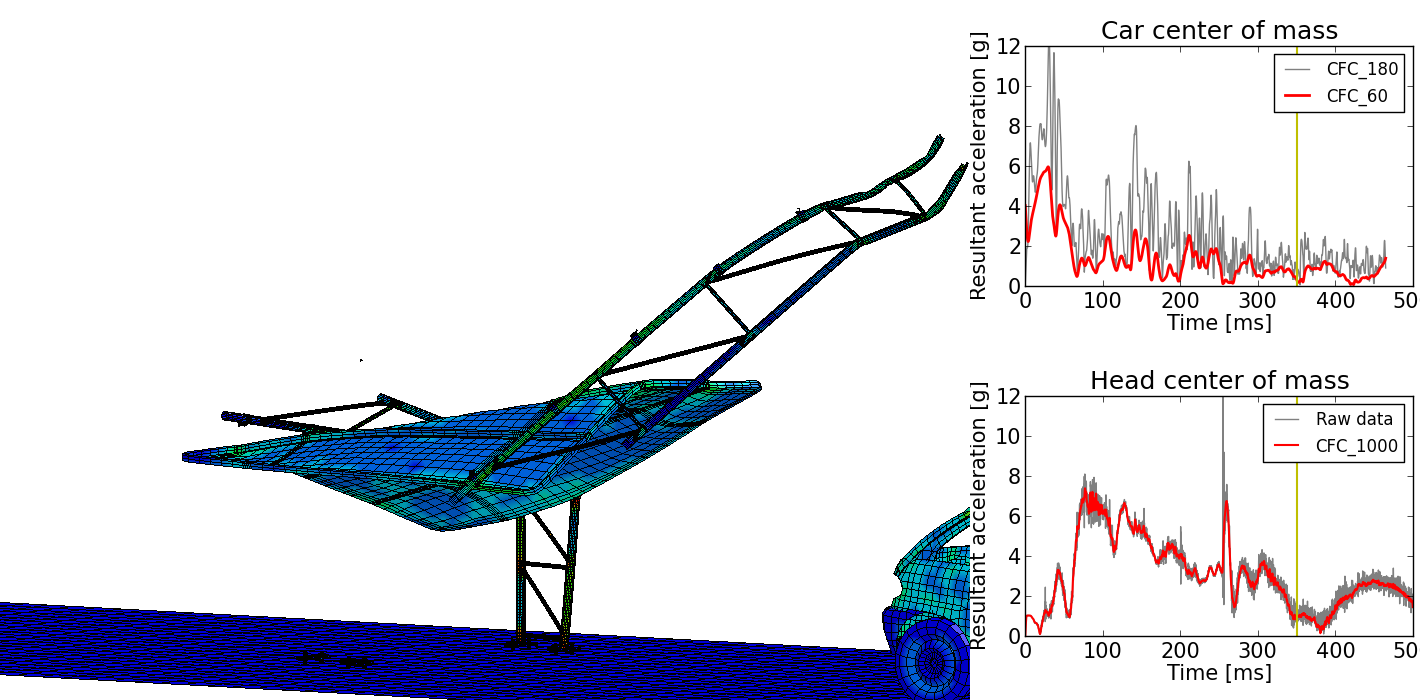 Car center of mass
Resultant acceleration [g]
12
10
8
6
4
2
0
CFC_180
CFC_60
0 100 200 300 400 50
Time [ms]
Head center of mass
Resultant acceleration [g]
12
10
8
6
4
2
0
Raw data
CFC_1000
0 100 200 300 400 50
Time [ms]